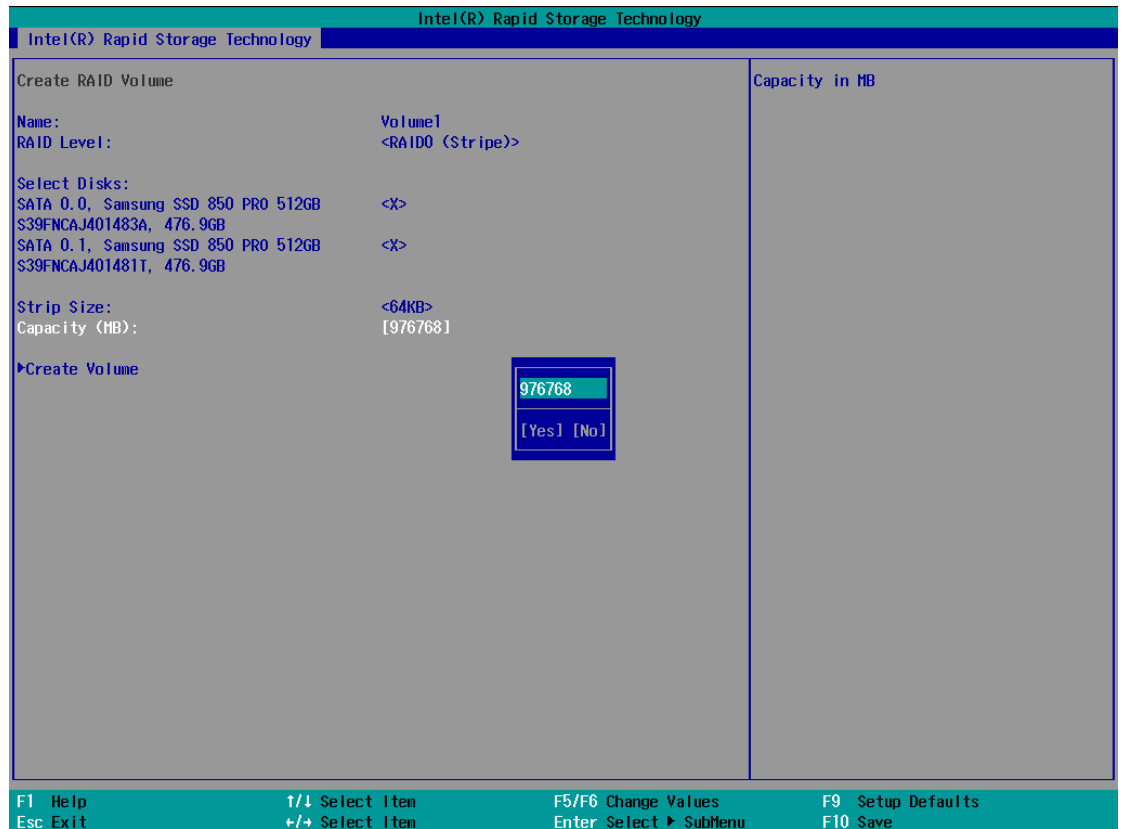 Intel(R) Rapid Storage Technology
Intel(R) Rapid Storage Technology
Create RAID Volume
Capacity in MB
Name: Volume1
RAID Level: <RAID0 (Stripe)>
Select Disks:
SATA 0.0, Samsung SSD 850 PRO 512GB <X>
S39FNCAJ401483A, 476.9GB
SATA 0.1, Samsung SSD 850 PRO 512GB <X>
S39FNCAJ401481T, 476.9GB
Strip Size: <64KB>
Capacity (MB): [976768]
▶Create Volume
976768
[Yes] [No]
F1 Help ↑/↓ Select Item F5/F6 Change Values F9 Setup Defaults
Esc Exit ←/→ Select Item Enter Select ▶ SubMenu F10 Save